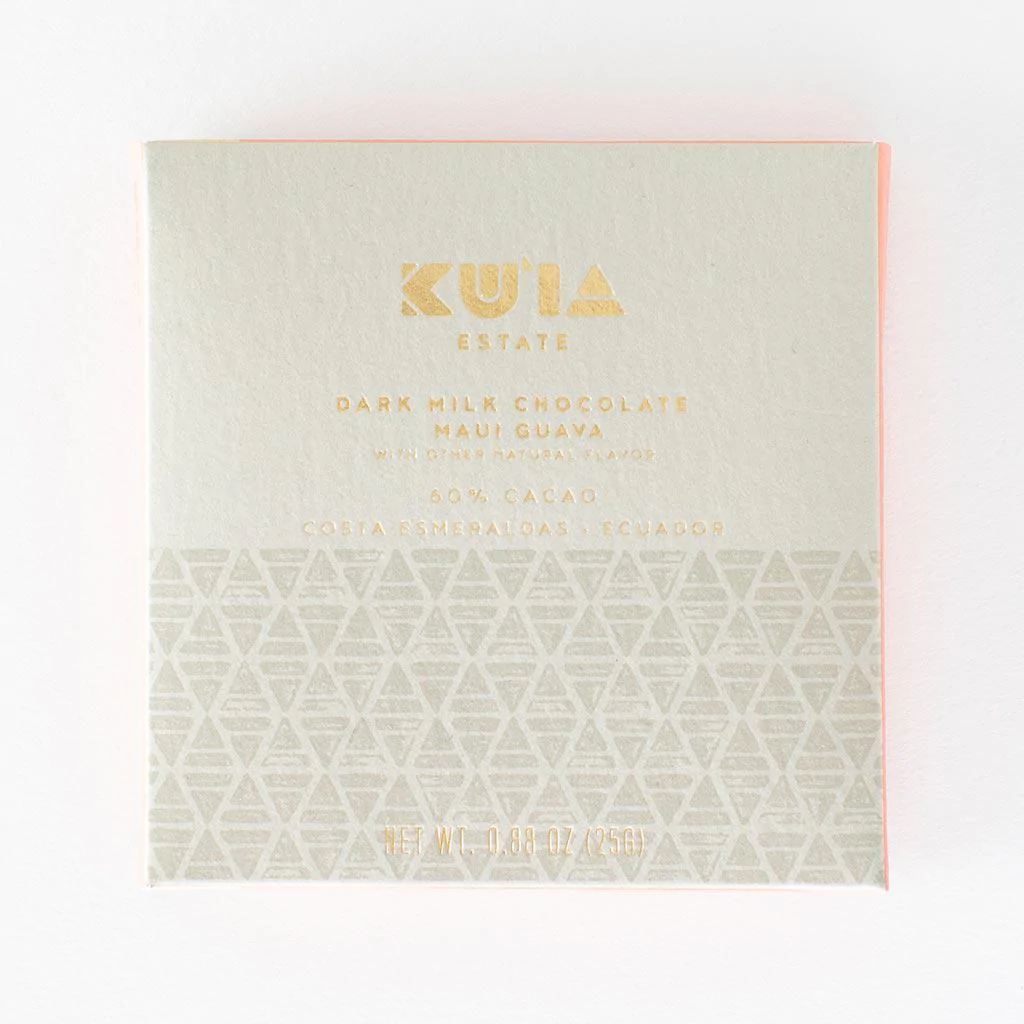 KU'IA
ESTATE
DARK MILK CHOCOLATE
MAUI GUAVA
WITH OTHER NATURAL FLAVOR
60% CACAO
COSTA ESMERALDAS · ECUADOR
NET WT. 0.88 OZ (25G)